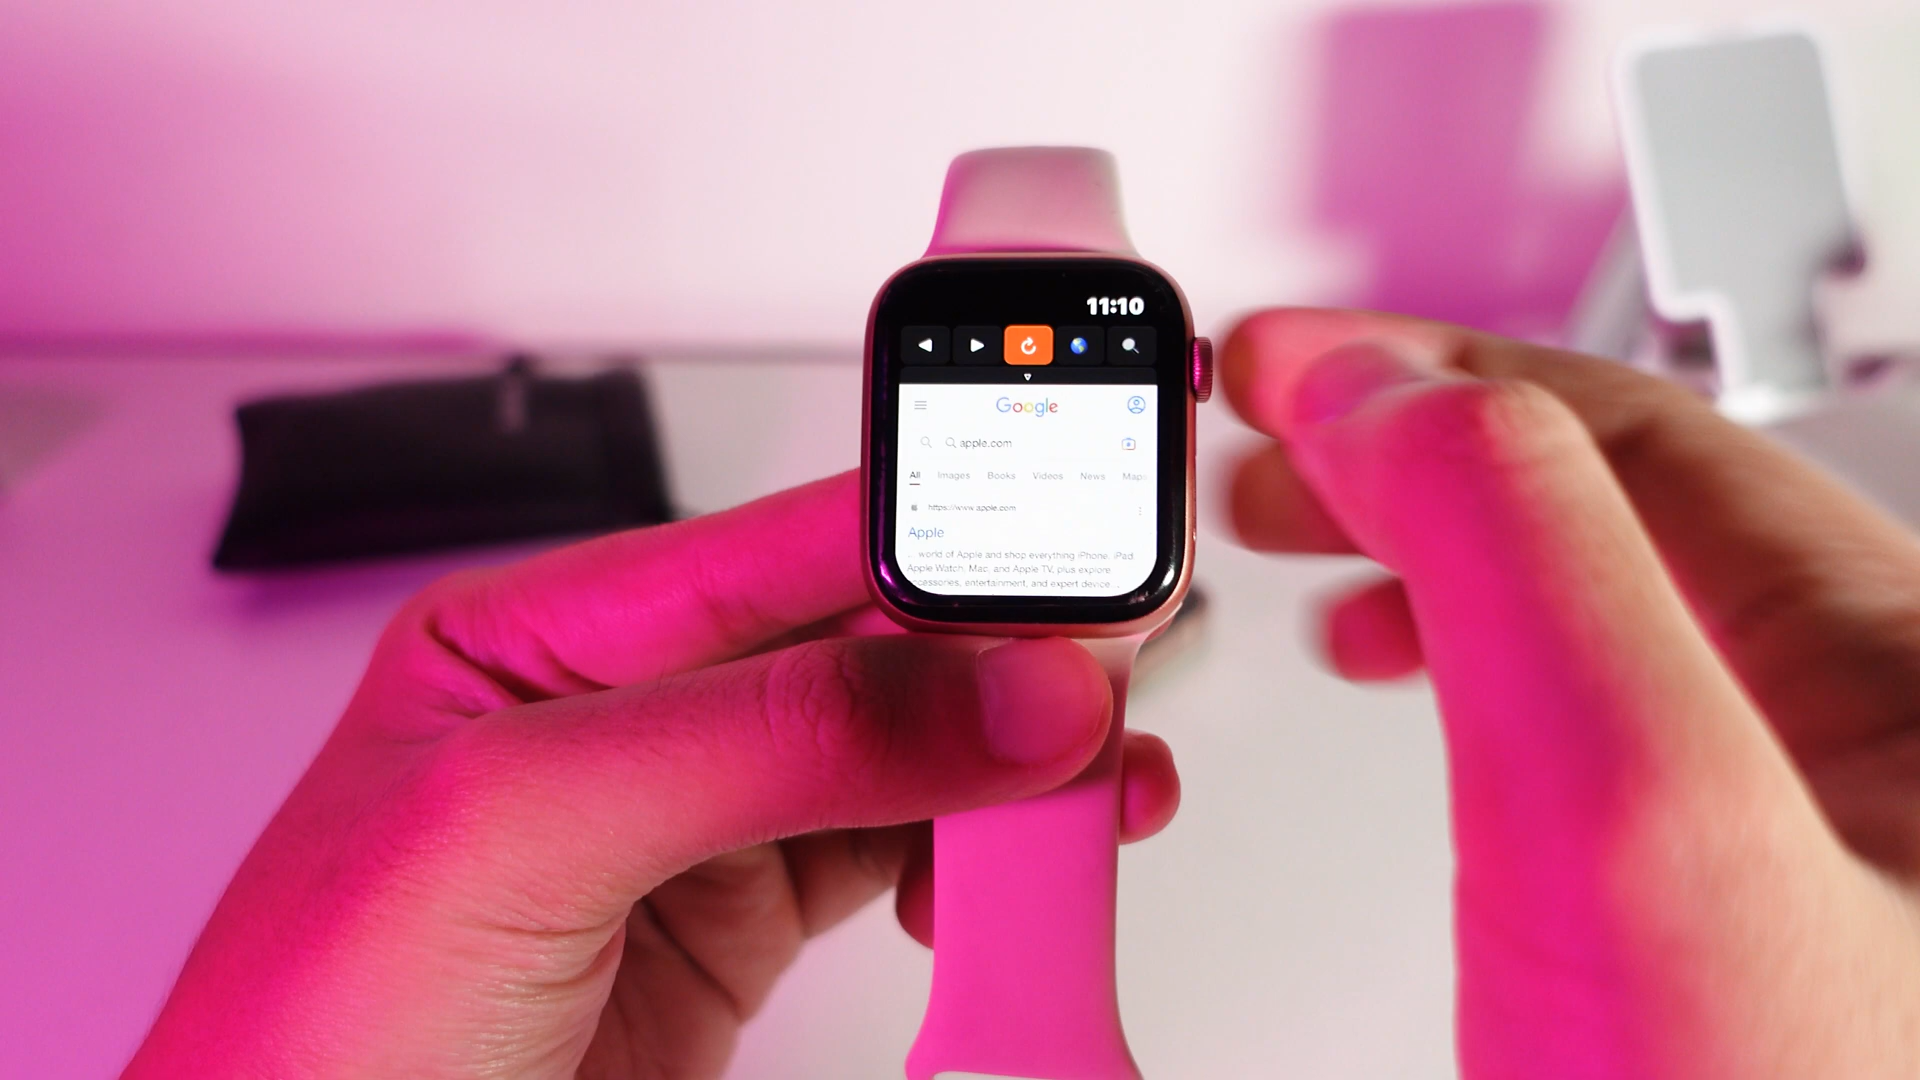 11:10
Google
apple.com
All Images Books Videos News Maps
https://www.apple.com
Apple
... world of Apple and shop everything iPhone, iPad,
Apple Watch, Mac, and Apple TV, plus explore
accessories, entertainment, and expert device ...